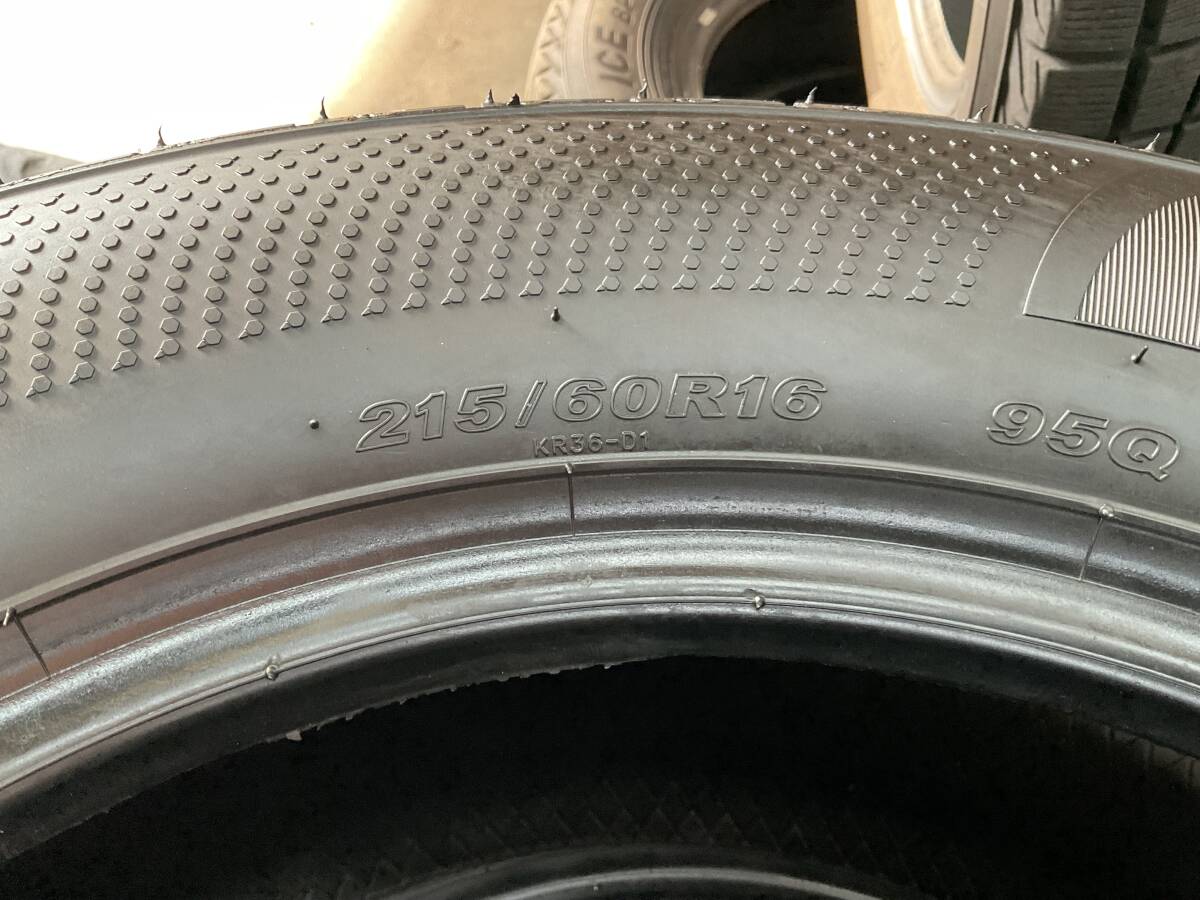 ICE
215/60R16 95Q
KR36-D1